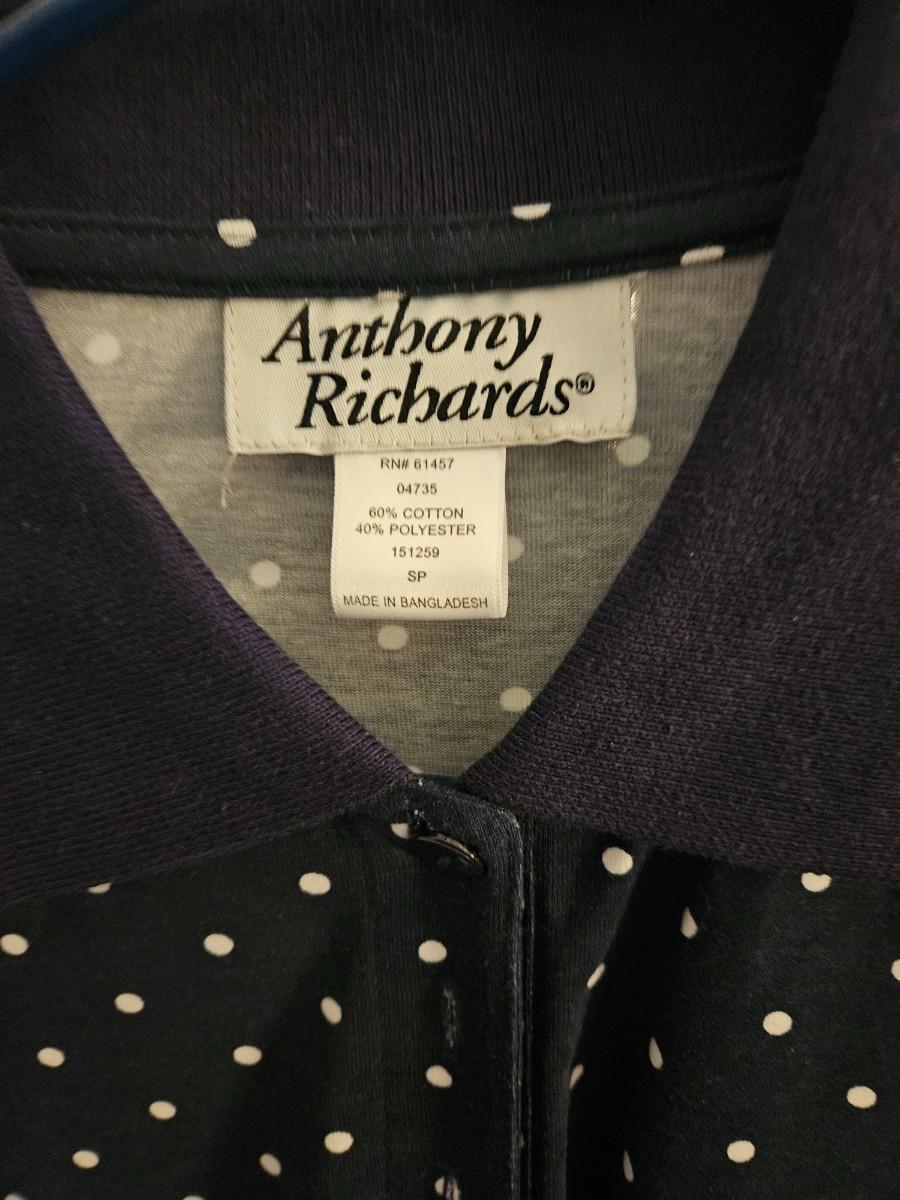 Anthony
Richards®
RN# 61457
04735
60% COTTON
40% POLYESTER
151259
SP
MADE IN BANGLADESH